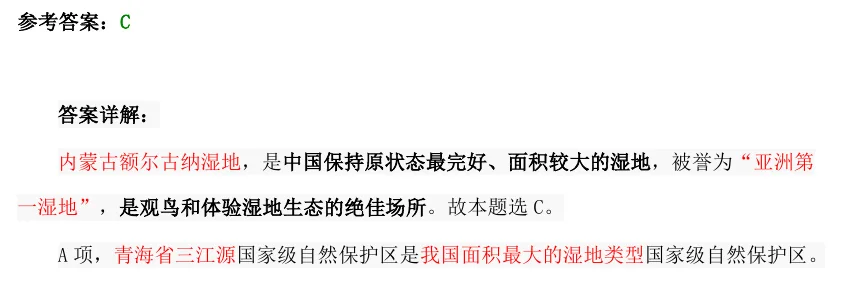 参考答案：C
答案详解：
内蒙古额尔古纳湿地，是中国保持原状态最完好、面积较大的湿地，被誉为“亚洲第
一湿地”，是观鸟和体验湿地生态的绝佳场所。故本题选 C。
A 项，青海省三江源国家级自然保护区是我国面积最大的湿地类型国家级自然保护区。